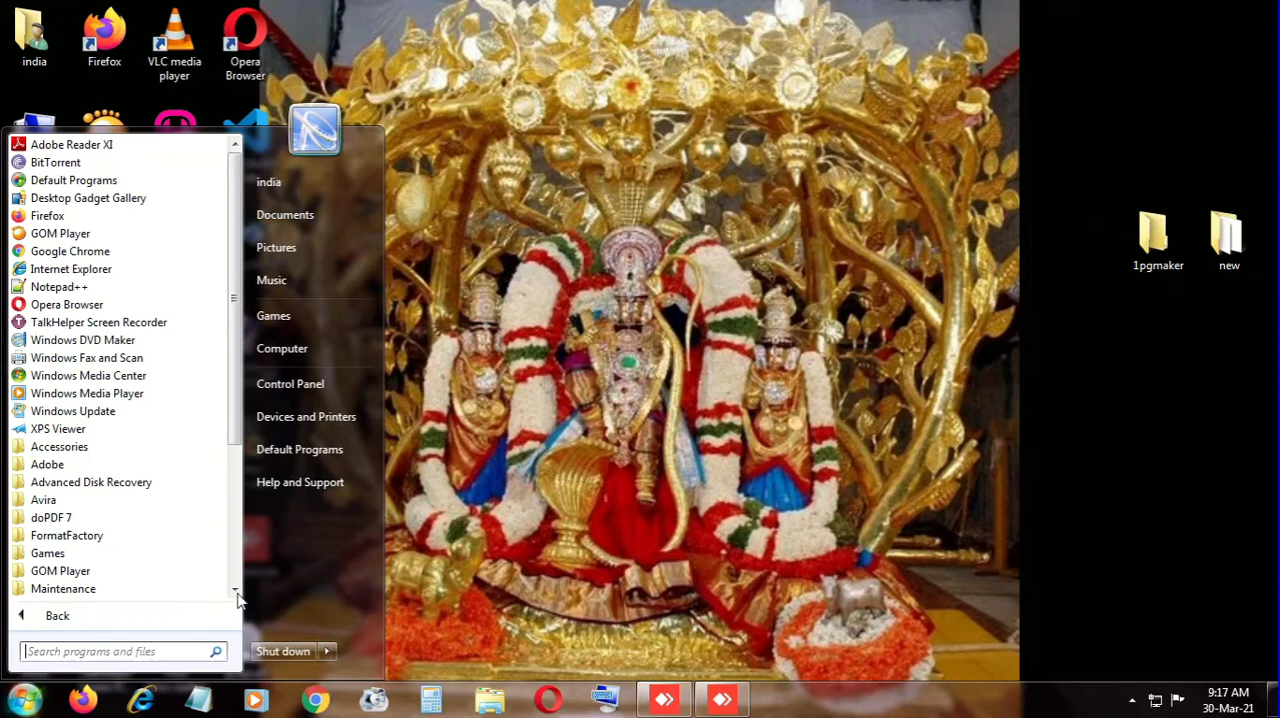 india
Firefox
VLC media
player
Opera
Browser
Adobe Reader XI
BitTorrent
Default Programs
Desktop Gadget Gallery
Firefox
GOM Player
Google Chrome
Internet Explorer
Notepad++
Opera Browser
TalkHelper Screen Recorder
Windows DVD Maker
Windows Fax and Scan
Windows Media Center
Windows Media Player
Windows Update
XPS Viewer
Accessories
Adobe
Advanced Disk Recovery
Avira
doPDF 7
FormatFactory
Games
GOM Player
Maintenance
Back
Search programs and files
india
Documents
Pictures
Music
Games
Computer
Control Panel
Devices and Printers
Default Programs
Help and Support
Shut down
1pgmaker
new
9:17 AM
30-Mar-21